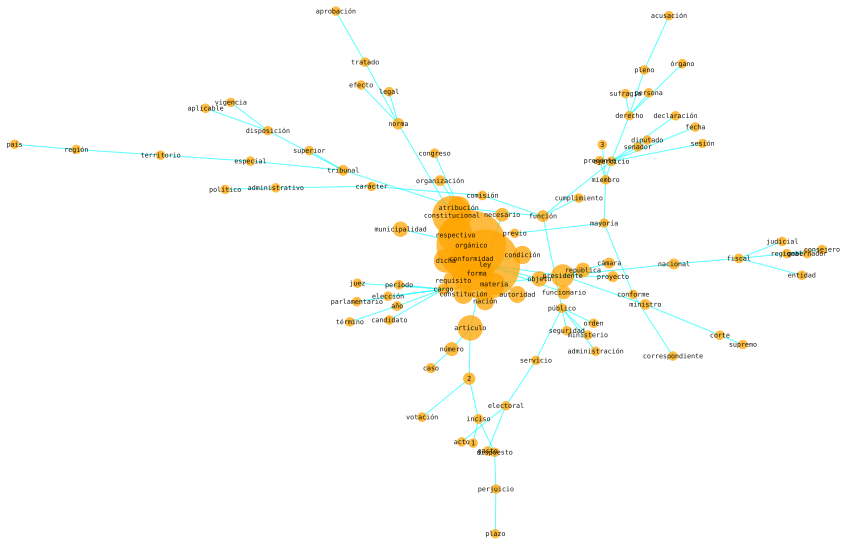 aprobación
acusación
tratado
pleno
órgano
efecto
legal
sufragio
persona
vigencia
aplicable
norma
derecho
declaración
disposición
fecha
país
región
territorio
superior
congreso
3
senador
diputado
sesión
especial
tribunal
organización
miembro
político
administrativo
carácter
comisión
cumplimiento
atribución
constitucional
necesario
función
mayoría
municipalidad
respectivo
previo
orgánico
judicial
consejero
condición
dicho
conformidad
ley
cámara
nacional
fiscal
gobernador
forma
objeto
presidente
república
proyecto
entidad
juez
periodo
requisito
materia
cargo
elección
constitución
autoridad
funcionario
conforme
parlamentario
año
nación
ministro
público
término
candidato
artículo
orden
seguridad
ministerio
corte
supremo
número
administración
correspondiente
caso
servicio
2
electoral
votación
inciso
acto
1
dispuesto
perjuicio
plazo